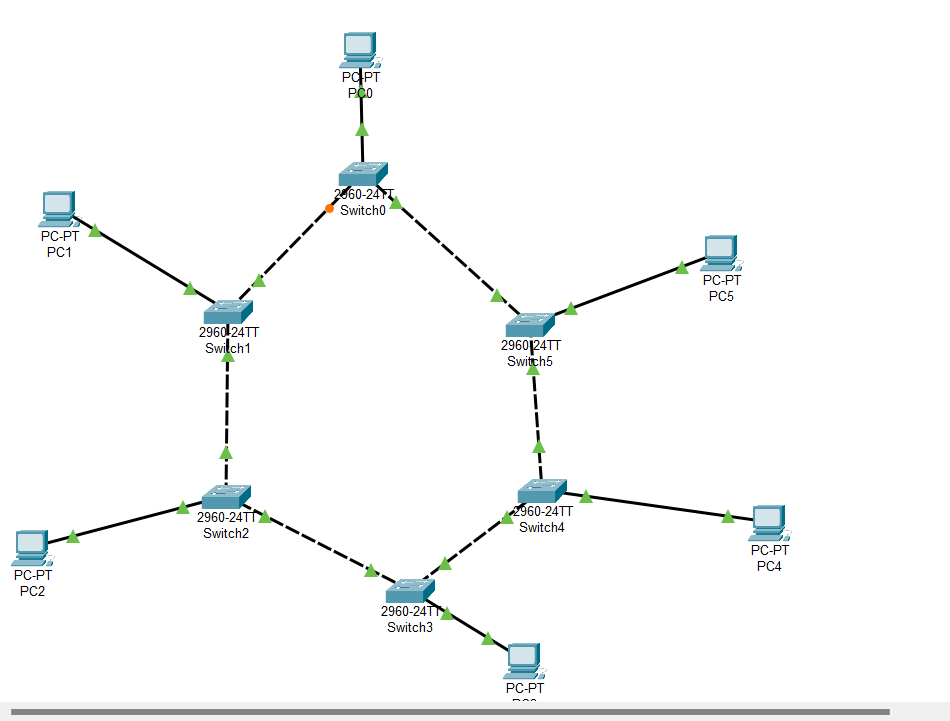 PC-PT
PC0
2960-24TT
Switch0
PC-PT
PC1
PC-PT
PC5
2960-24TT
Switch1
2960-24TT
Switch5
2960-24TT
Switch2
2960-24TT
Switch4
PC-PT
PC4
PC-PT
PC2
2960-24TT
Switch3
PC-PT